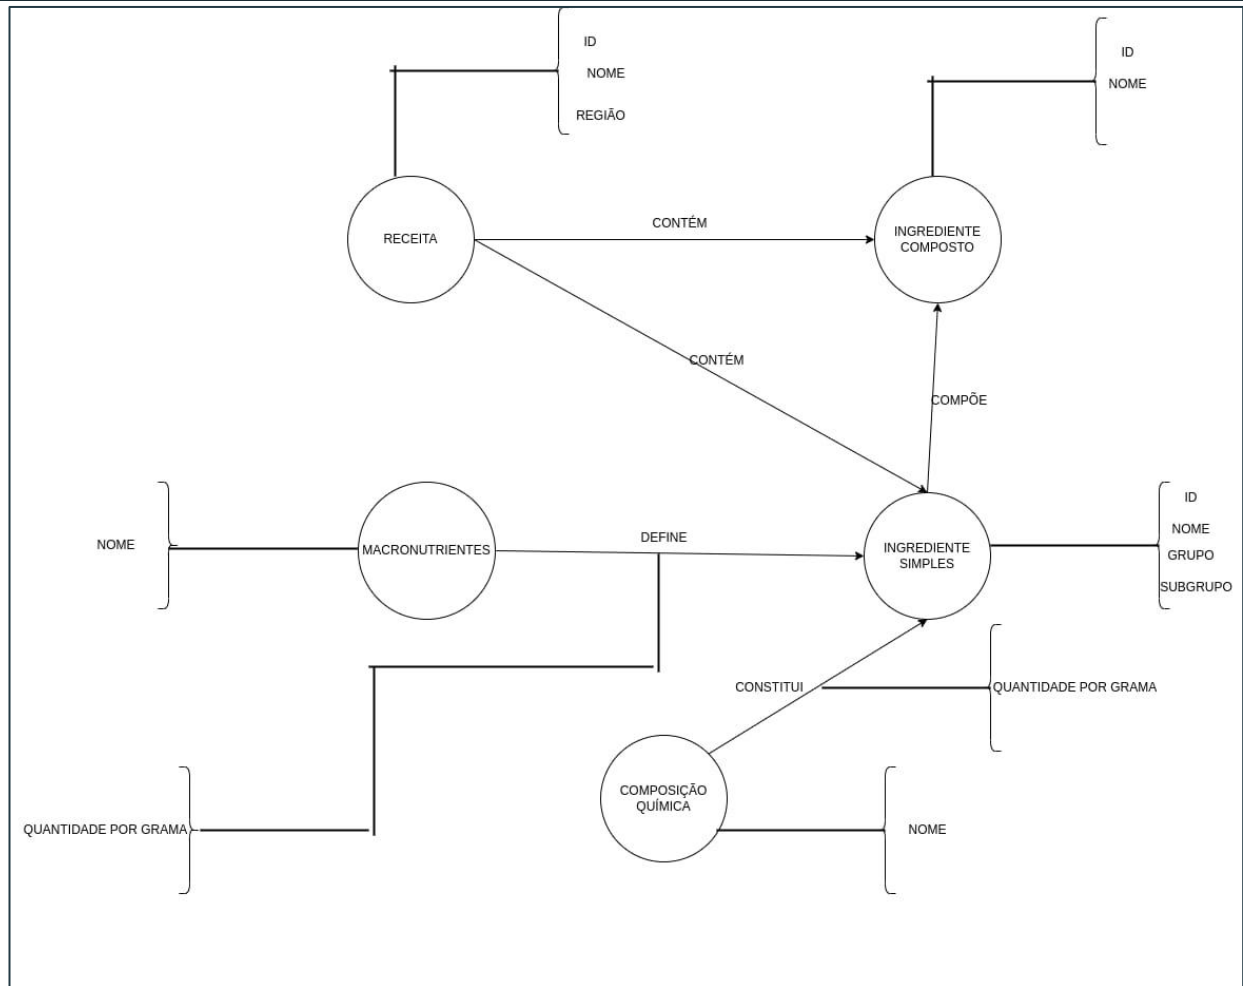 ID
NOME
REGIÃO
ID
NOME
RECEITA
CONTÉM
INGREDIENTE
COMPOSTO
CONTÉM
COMPÕE
NOME
MACRONUTRIENTES
DEFINE
INGREDIENTE
SIMPLES
ID
NOME
GRUPO
SUBGRUPO
CONSTITUI
QUANTIDADE POR GRAMA
COMPOSIÇÃO
QUÍMICA
QUANTIDADE POR GRAMA
NOME